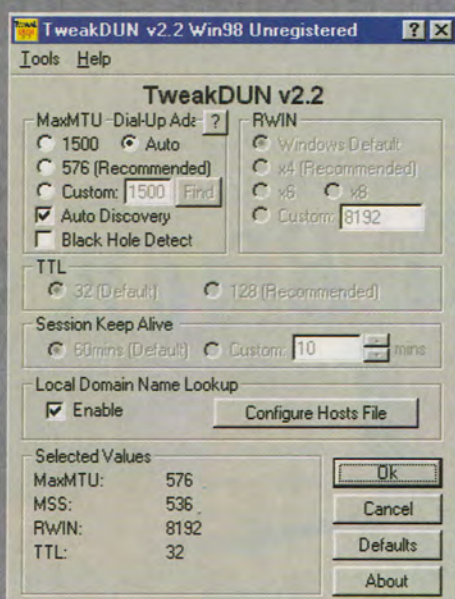 TweakDUN v2.2 Win98 Unregistered ? X
Tools Help
TweakDUN v2.2
MaxMTU -Dial-Up Ada ?
1500 Auto
576 (Recommended)
Custom: 1500 Find
Auto Discovery
Black Hole Detect
RWIN
Windows Default
x4 (Recommended)
x6 x8
Custom: 8192
TTL
32 (Default) 128 (Recommended)
Session Keep Alive
60mins (Default) Custom: 10 mins
Local Domain Name Lookup
Enable Configure Hosts File
Selected Values
MaxMTU: 576
MSS: 536
RWIN: 8192
TTL: 32
Ok
Cancel
Defaults
About